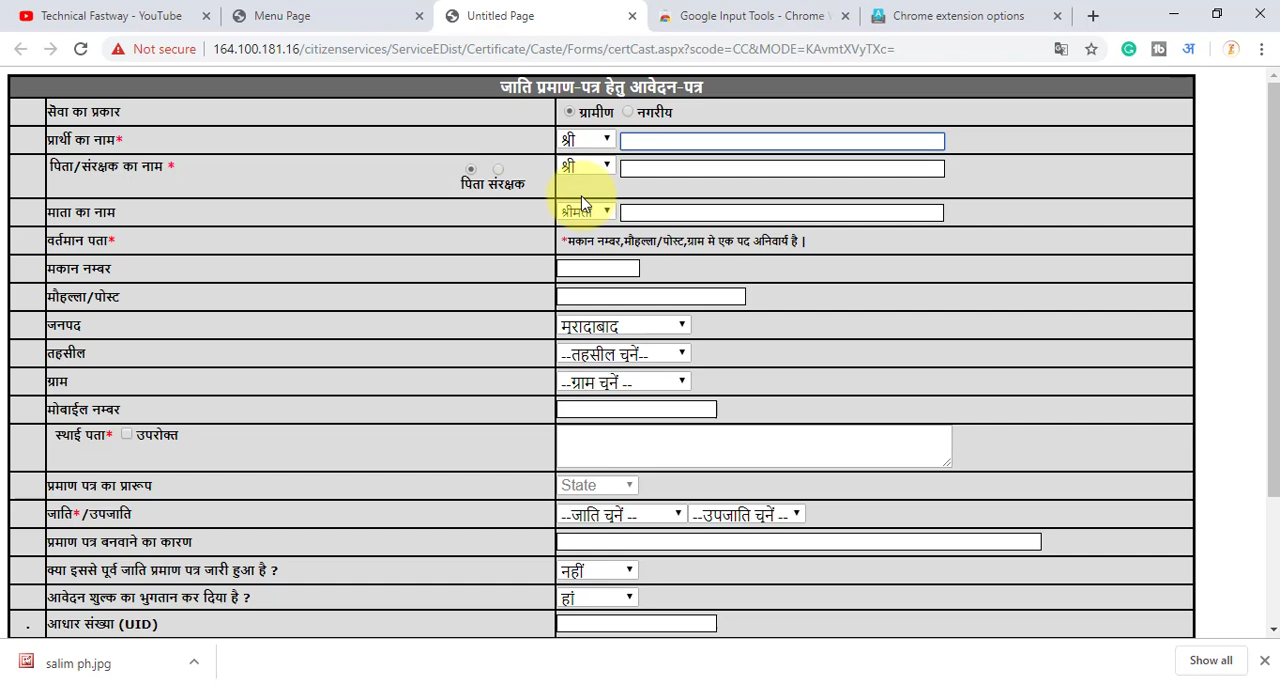 Technical Fastway - YouTube
Menu Page
Untitled Page
Google Input Tools - Chrome
Chrome extension options
Not secure
164.100.181.16/citizenservices/ServiceEDist/Certificate/Caste/Forms/certCast.aspx?scode=CC&MODE=KAvmtXVyTXc=
जाति प्रमाण-पत्र हेतु आवेदन-पत्र
सेवा का प्रकार ग्रामीण नगरीय
प्रार्थी का नाम* श्री
पिता/संरक्षक का नाम * श्री
पिता संरक्षक
माता का नाम श्रीमती
वर्तमान पता* *मकान नम्बर,मौहल्ला/पोस्ट,ग्राम मे एक पद अनिवार्य है |
मकान नम्बर
मौहल्ला/पोस्ट
जनपद मुरादाबाद
तहसील --तहसील चुनें--
ग्राम --ग्राम चुनें --
मोबाईल नम्बर
स्थाई पता* उपरोक्त
प्रमाण पत्र का प्रारूप State
जाति*/उपजाति --जाति चुनें -- --उपजाति चुनें --
प्रमाण पत्र बनवाने का कारण
क्या इससे पूर्व जाति प्रमाण पत्र जारी हुआ है ? नहीं
आवेदन शुल्क का भुगतान कर दिया है ? हां
. आधार संख्या (UID)
salim ph.jpg
Show all